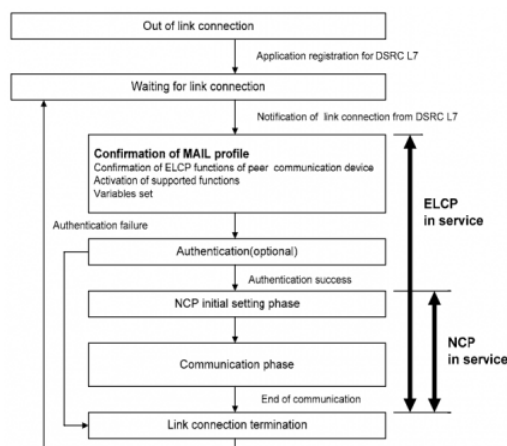 Out of link connection
Application registration for DSRC L7
Waiting for link connection
Notification of link connection from DSRC L7
Confirmation of MAIL profile
Confirmation of ELCP functions of peer communication device
Activation of supported functions
Variables set
ELCP
in service
Authentication failure
Authentication(optional)
Authentication success
NCP initial setting phase
NCP
in service
Communication phase
End of communication
Link connection termination